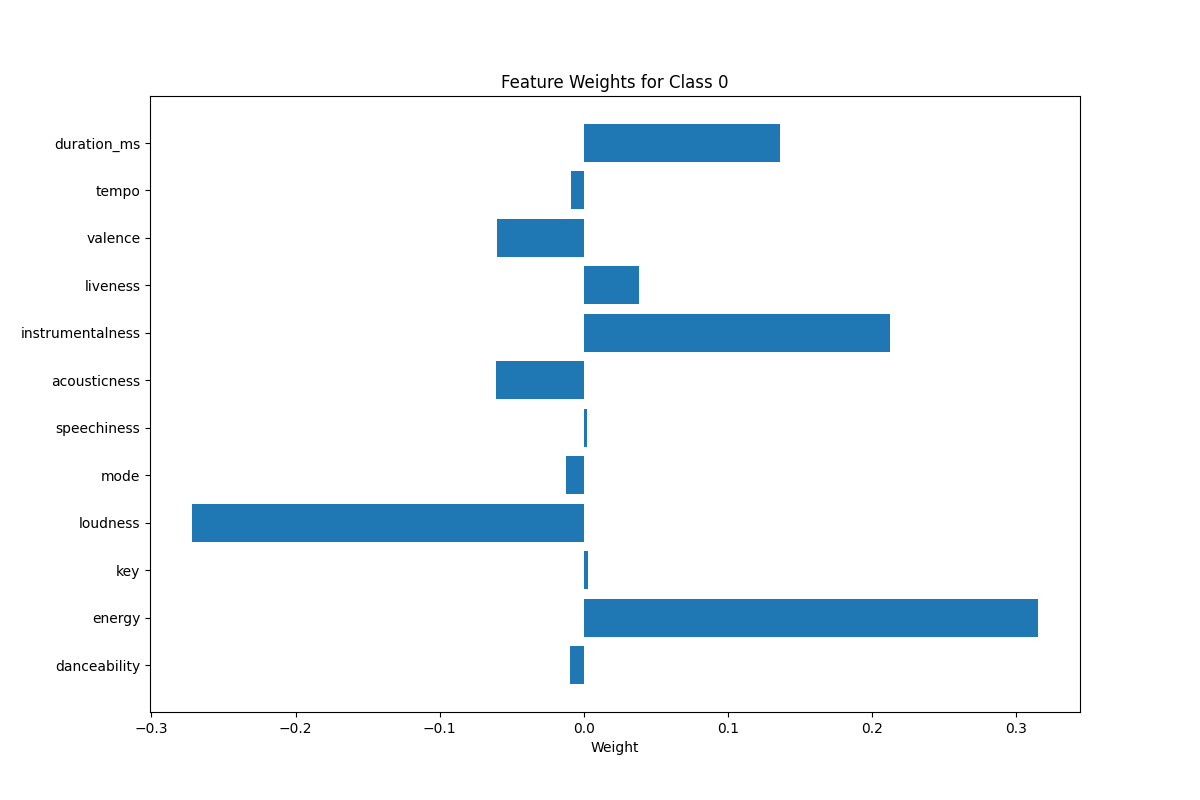 Feature Weights for Class 0
duration_ms
tempo
valence
liveness
instrumentalness
acousticness
speechiness
mode
loudness
key
energy
danceability
−0.3 −0.2 −0.1 0.0 0.1 0.2 0.3
Weight